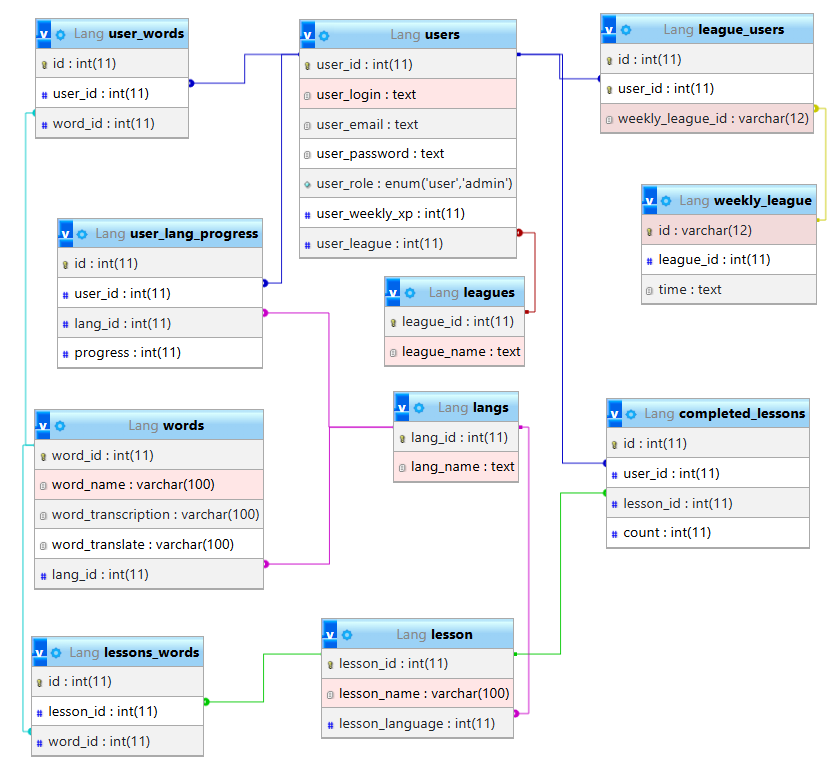 v Lang user_words
id : int(11)
user_id : int(11)
word_id : int(11)
v Lang users
user_id : int(11)
user_login : text
user_email : text
user_password : text
user_role : enum('user','admin')
user_weekly_xp : int(11)
user_league : int(11)
v Lang league_users
id : int(11)
user_id : int(11)
weekly_league_id : varchar(12)
v Lang weekly_league
id : varchar(12)
league_id : int(11)
time : text
v Lang user_lang_progress
id : int(11)
user_id : int(11)
lang_id : int(11)
progress : int(11)
v Lang leagues
league_id : int(11)
league_name : text
v Lang langs
lang_id : int(11)
lang_name : text
v Lang completed_lessons
id : int(11)
user_id : int(11)
lesson_id : int(11)
count : int(11)
v Lang words
word_id : int(11)
word_name : varchar(100)
word_transcription : varchar(100)
word_translate : varchar(100)
lang_id : int(11)
v Lang lessons_words
id : int(11)
lesson_id : int(11)
word_id : int(11)
v Lang lesson
lesson_id : int(11)
lesson_name : varchar(100)
lesson_language : int(11)